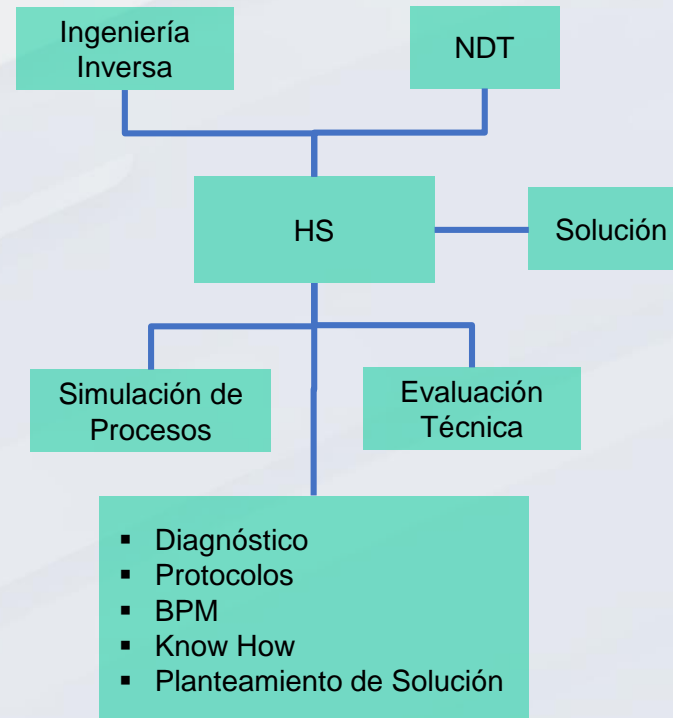 Ingeniería
Inversa
NDT
HS
Solución
Simulación de
Procesos
Evaluación
Técnica
▪ Diagnóstico
▪ Protocolos
▪ BPM
▪ Know How
▪ Planteamiento de Solución